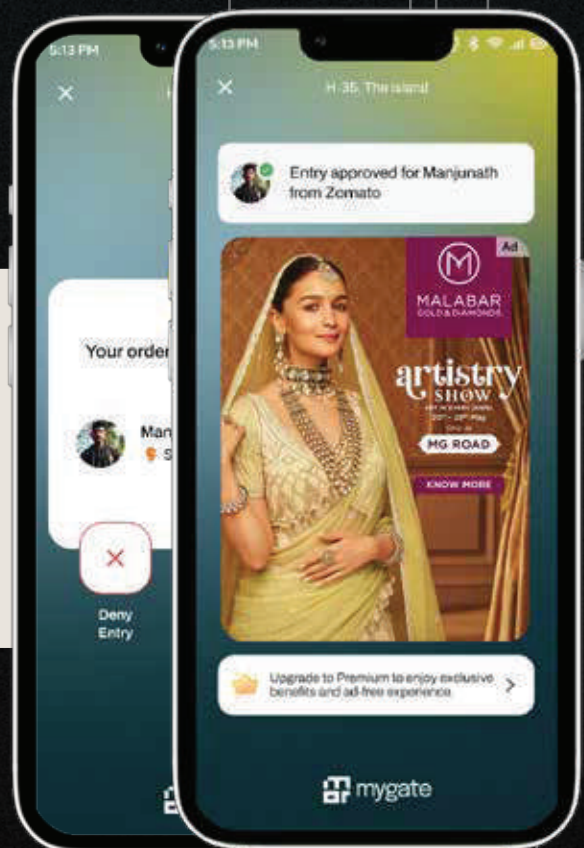 5:13 PM
Your order
Man
S
Deny
Entry
5:13 PM
H-35, The island
Entry approved for Manjunath
from Zomato
Ad
MALABAR
GOLD & DIAMONDS
artistry
SHOW
MG ROAD
KNOW MORE
Upgrade to Premium to enjoy exclusive
benefits and ad-free experience
mygate